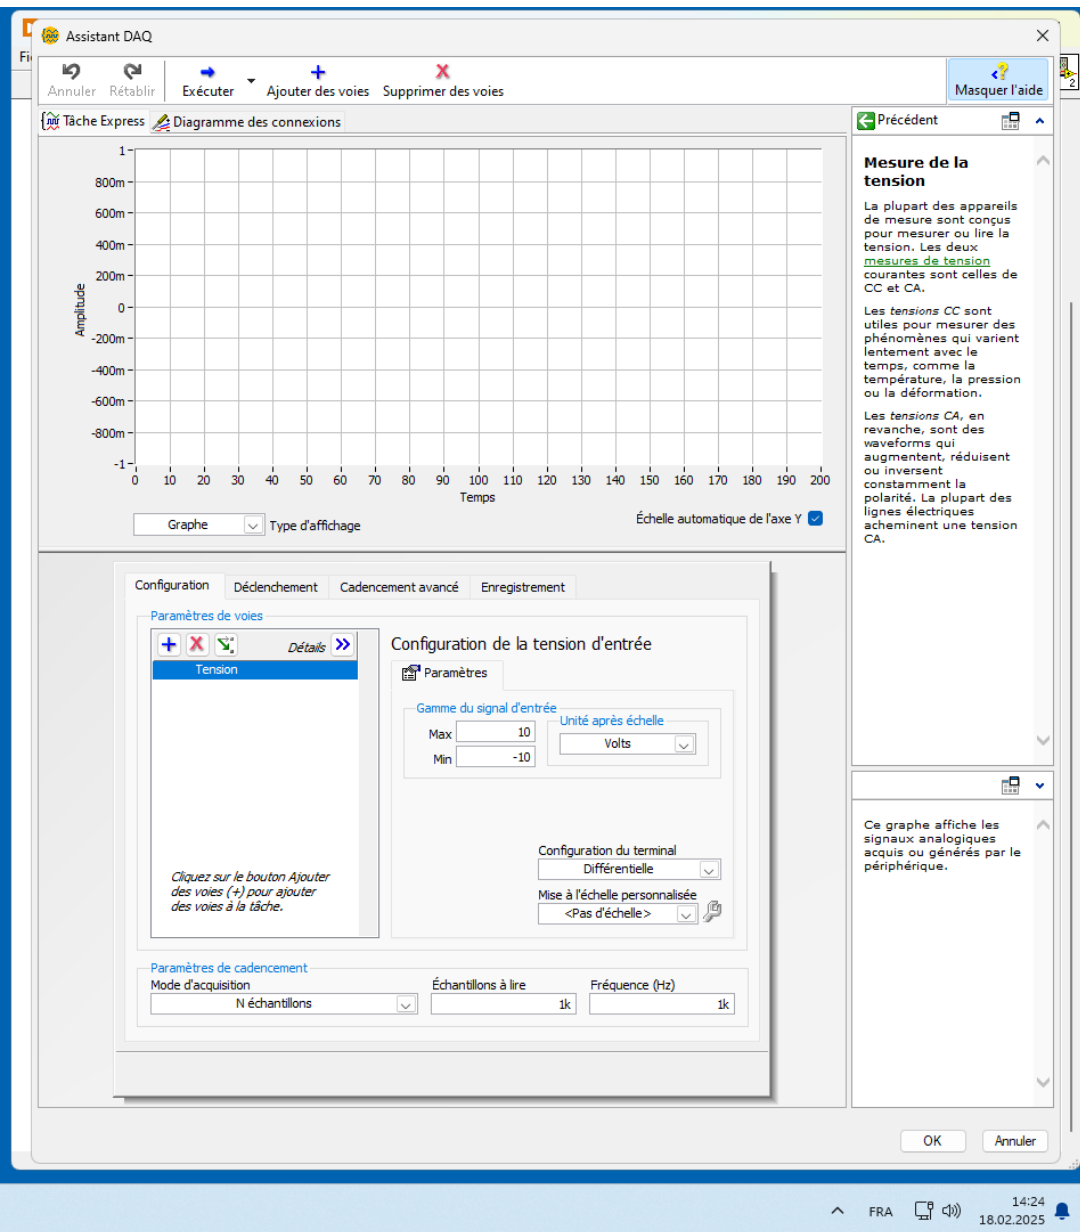 Assistant DAQ
Annuler
Rétablir
Exécuter
Ajouter des voies
Supprimer des voies
Masquer l'aide
Tâche Express
Diagramme des connexions
1
800m
600m
400m
200m
0
-200m
-400m
-600m
-800m
-1
Amplitude
0 10 20 30 40 50 60 70 80 90 100 110 120 130 140 150 160 170 180 190 200
Temps
Graphe
Type d'affichage
Échelle automatique de l'axe Y
Précédent
Mesure de la
tension
La plupart des appareils
de mesure sont conçus
pour mesurer ou lire la
tension. Les deux
mesures de tension
courantes sont celles de
CC et CA.
Les tensions CC sont
utiles pour mesurer des
phénomènes qui varient
lentement avec le
temps, comme la
température, la pression
ou la déformation.
Les tensions CA, en
revanche, sont des
waveforms qui
augmentent, réduisent
ou inversent
constamment la
polarité. La plupart des
lignes électriques
acheminent une tension
CA.
Configuration
Déclenchement
Cadencement avancé
Enregistrement
Paramètres de voies
Détails
Tension
Cliquez sur le bouton Ajouter
des voies (+) pour ajouter
des voies à la tâche.
Configuration de la tension d'entrée
Paramètres
Gamme du signal d'entrée
Max 10
Min -10
Unité après échelle
Volts
Configuration du terminal
Différentielle
Mise à l'échelle personnalisée
<Pas d'échelle>
Paramètres de cadencement
Mode d'acquisition
N échantillons
Échantillons à lire
1k
Fréquence (Hz)
1k
Ce graphe affiche les
signaux analogiques
acquis ou générés par le
périphérique.
OK
Annuler
2
FRA
14:24
18.02.2025